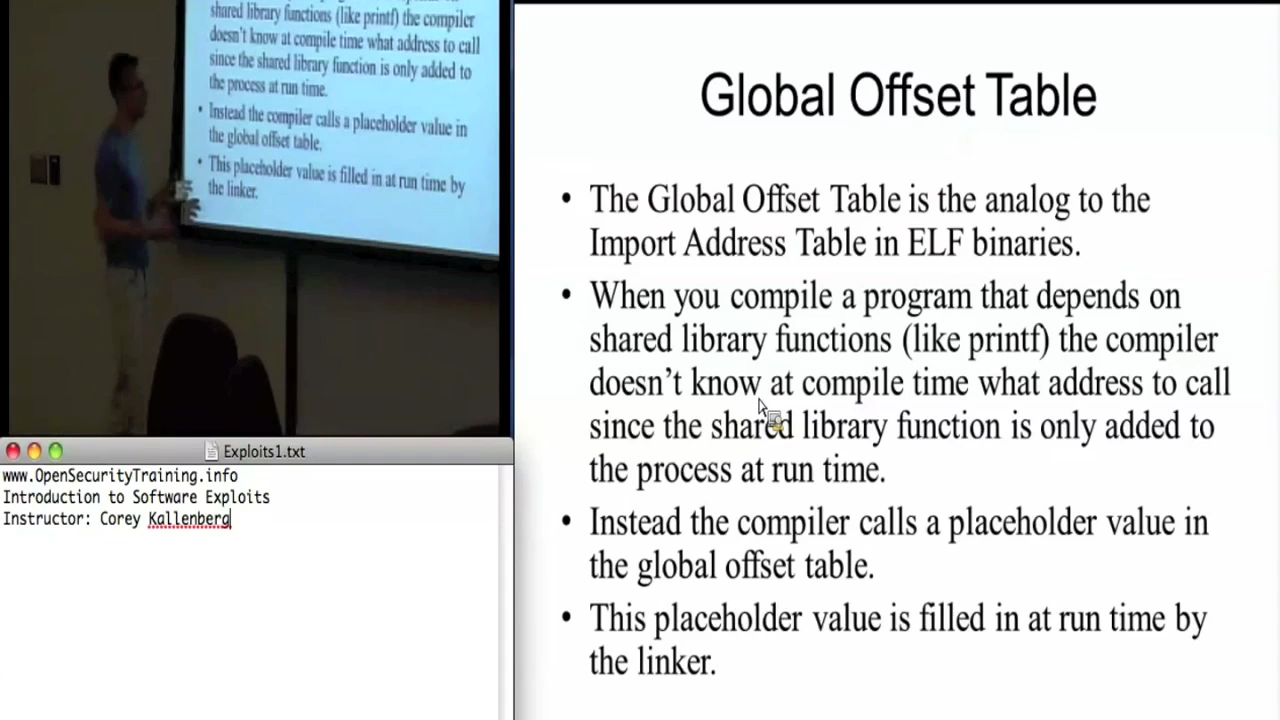 shared library functions (like printf) the compiler
doesn't know at compile time what address to call
since the shared library function is only added to
the process at run time.
• Instead the compiler calls a placeholder value in
the global offset table.
• This placeholder value is filled in at run time by
the linker.
Exploits1.txt
www.OpenSecurityTraining.info
Introduction to Software Exploits
Instructor: Corey Kallenberg
Global Offset Table
• The Global Offset Table is the analog to the
Import Address Table in ELF binaries.
• When you compile a program that depends on
shared library functions (like printf) the compiler
doesn't know at compile time what address to call
since the shared library function is only added to
the process at run time.
• Instead the compiler calls a placeholder value in
the global offset table.
• This placeholder value is filled in at run time by
the linker.